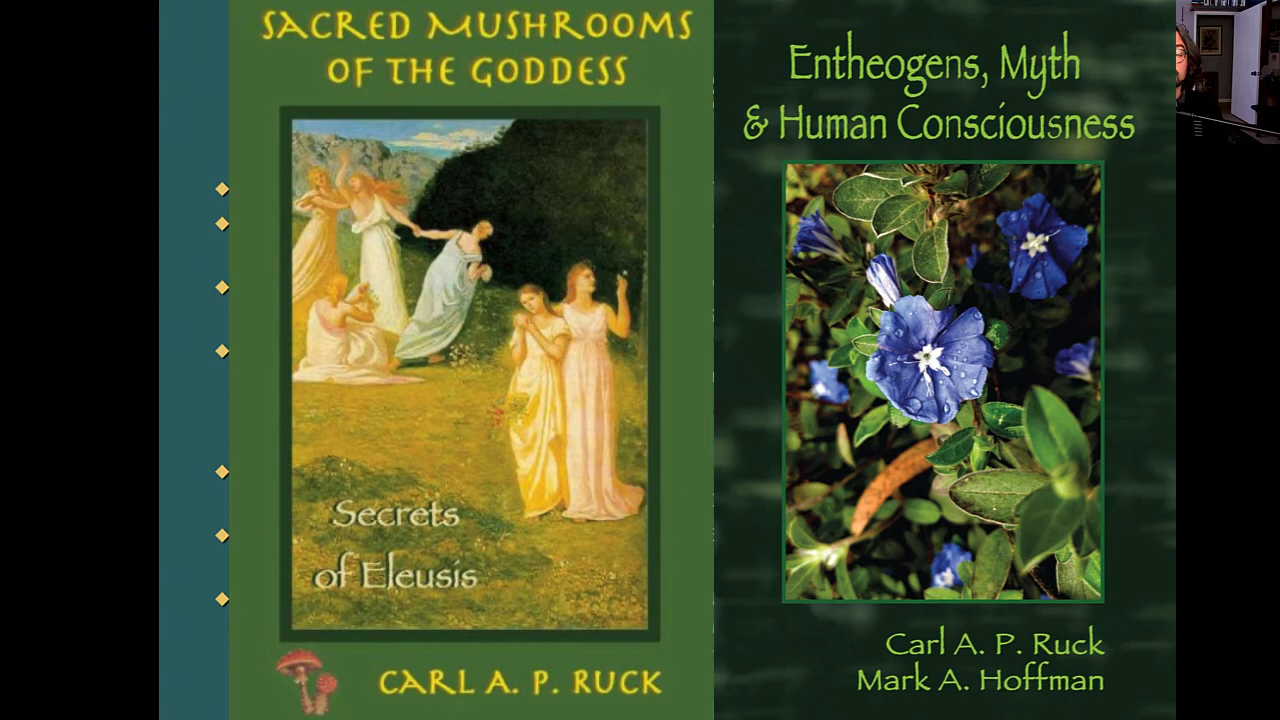 SACRED MUSHROOMS
OF THE GODDESS
Secrets
of Eleusis
CARL A. P. RUCK
Entheogens, Myth
& Human Consciousness
Carl A. P. Ruck
Mark A. Hoffman